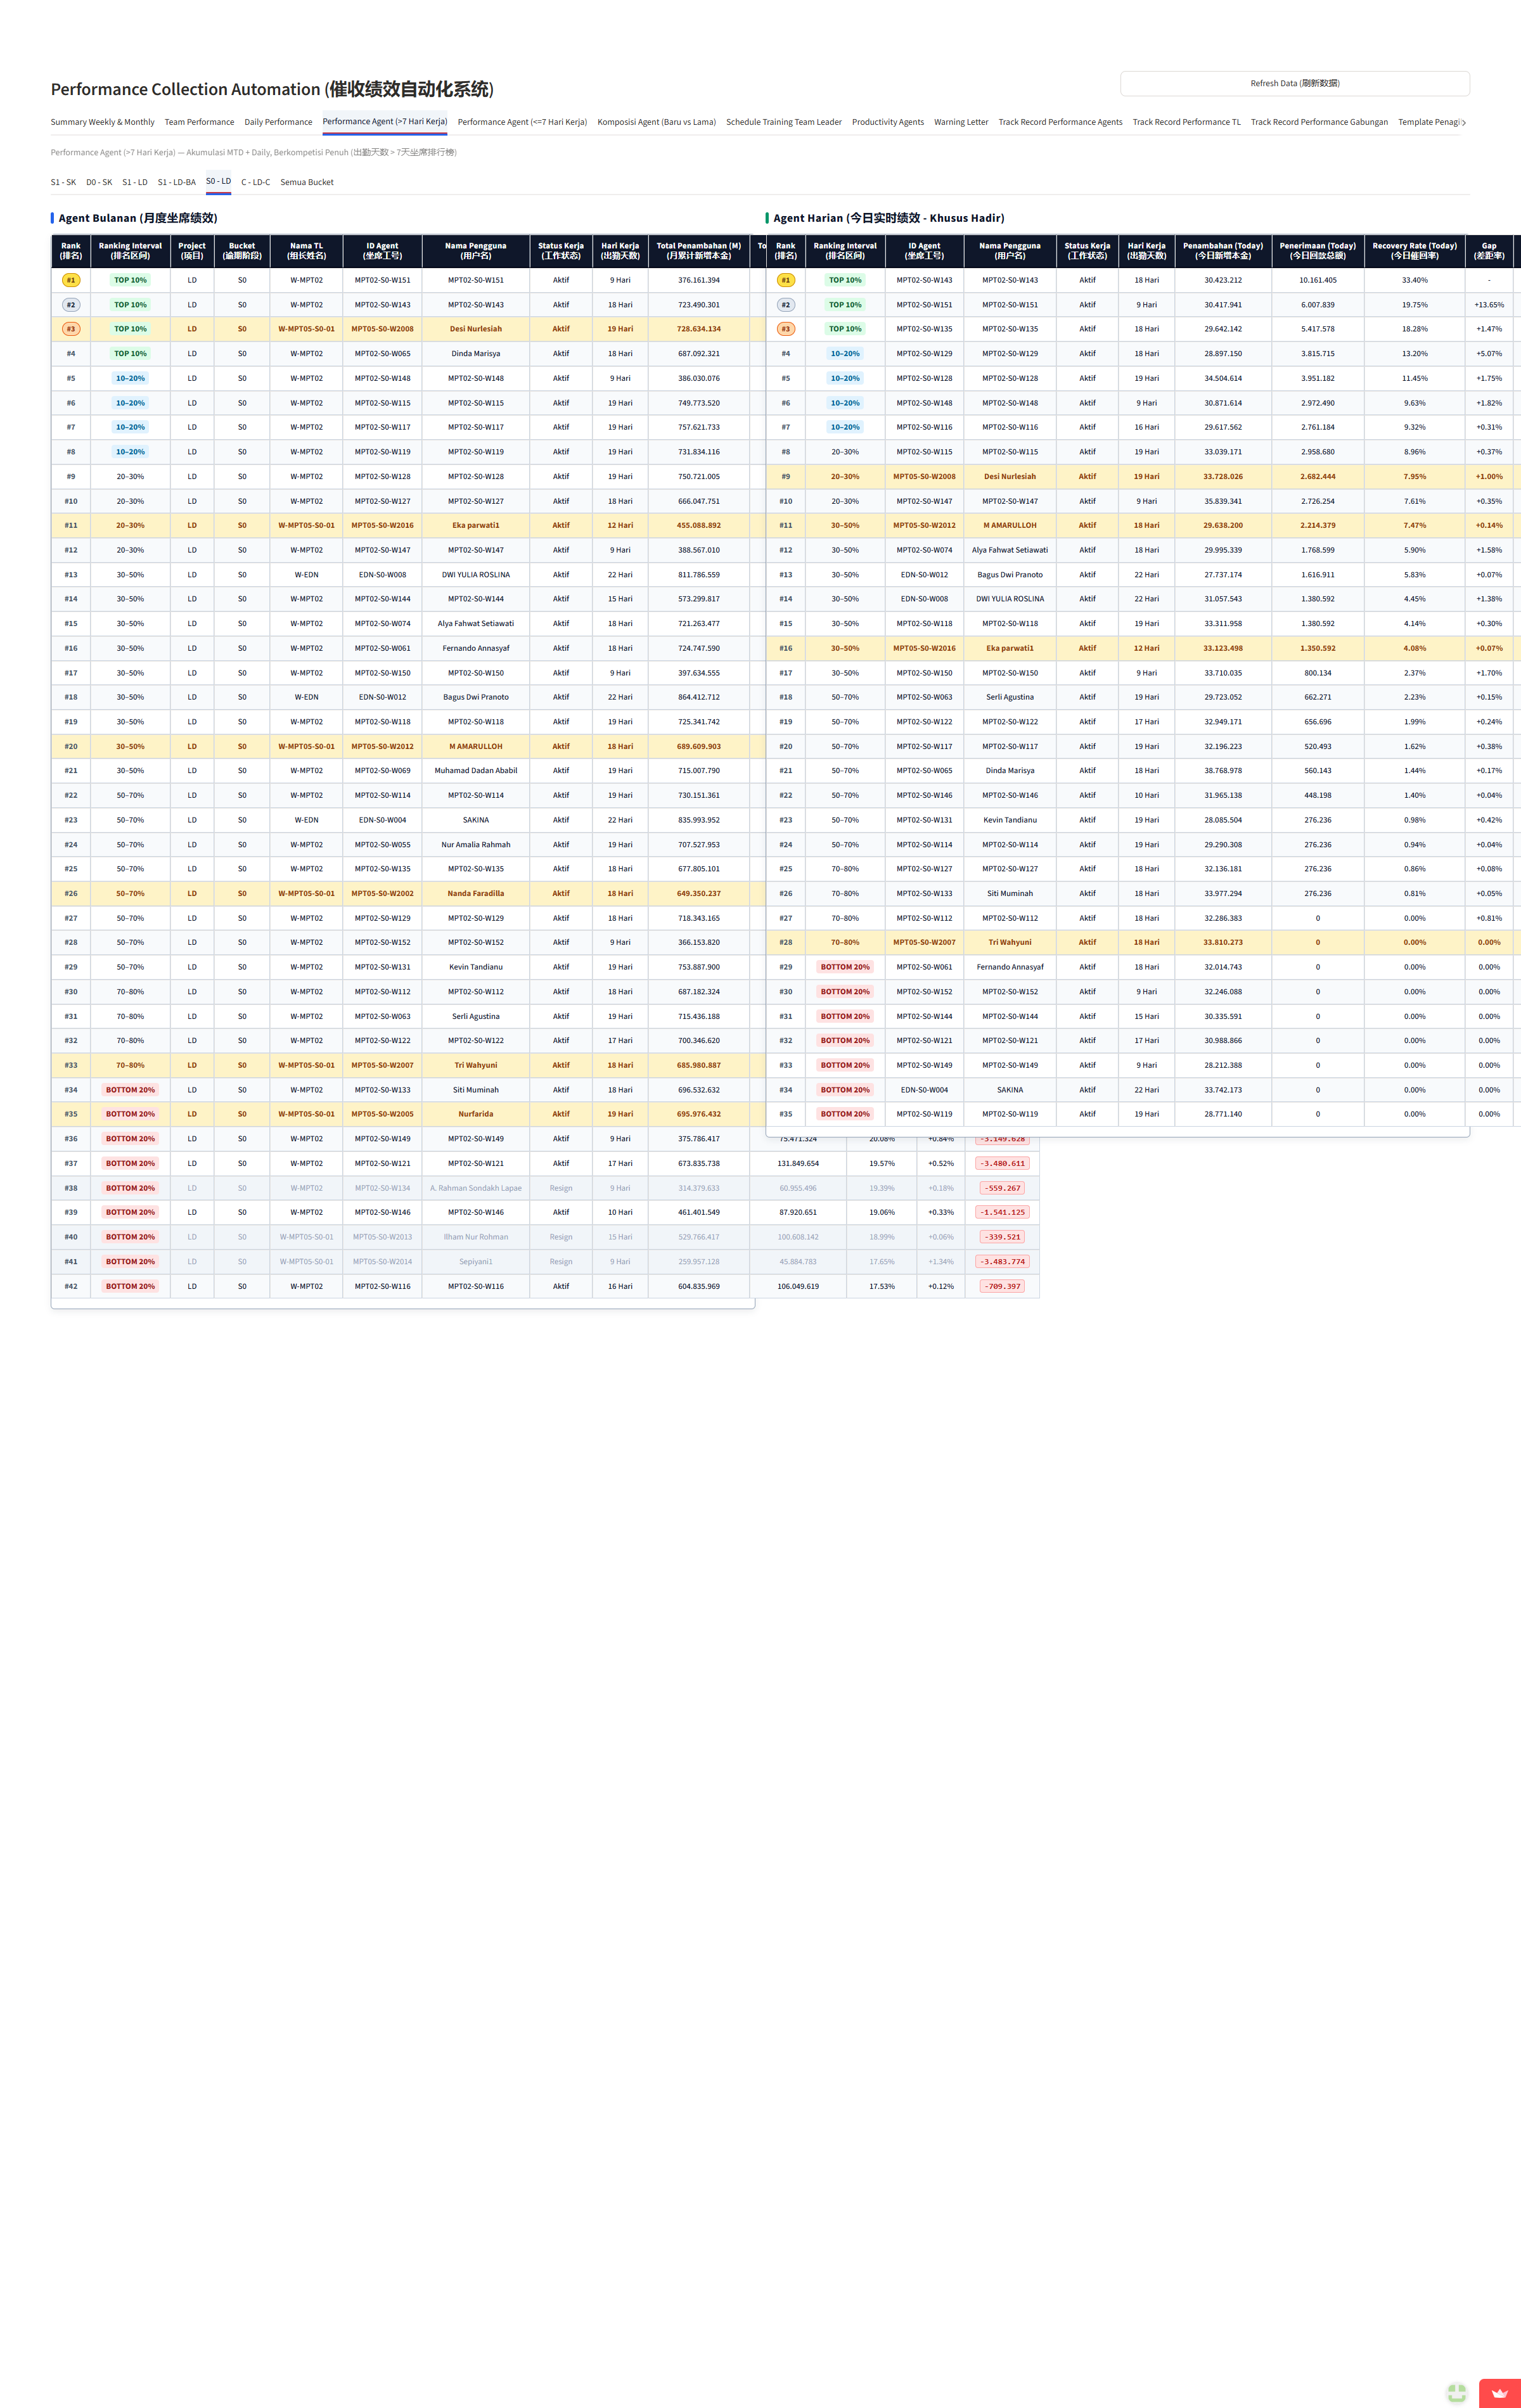 Performance Collection Automation (催收绩效自动化系统)
Refresh Data (刷新数据)
Summary Weekly & Monthly Team Performance Daily Performance Performance Agent (>7 Hari Kerja) Performance Agent (<=7 Hari Kerja) Komposisi Agent (Baru vs Lama) Schedule Training Team Leader Productivity Agents Warning Letter Track Record Performance Agents Track Record Performance TL Track Record Performance Gabungan Template Penagi
Performance Agent (>7 Hari Kerja) — Akumulasi MTD + Daily, Berkompetisi Penuh (出勤天数 > 7天坐席排行榜)
S1 - SK D0 - SK S1 - LD S1 - LD-BA S0 - LD C - LD-C Semua Bucket
Agent Bulanan (月度坐席绩效)
Rank Ranking Interval Project Bucket Nama TL ID Agent Nama Pengguna Status Kerja Hari Kerja Total Penambahan (M) To
(排名) (排名区间) (项目) (逾期阶段) (组长姓名) (坐席工号) (用户名) (工作状态) (出勤天数) (月累计新增本金)
#1 TOP 10% LD S0 W-MPT02 MPT02-S0-W151 MPT02-S0-W151 Aktif 9 Hari 376.161.394
#2 TOP 10% LD S0 W-MPT02 MPT02-S0-W143 MPT02-S0-W143 Aktif 18 Hari 723.490.301
#3 TOP 10% LD S0 W-MPT05-S0-01 MPT05-S0-W2008 Desi Nurlesiah Aktif 19 Hari 728.634.134
#4 TOP 10% LD S0 W-MPT02 MPT02-S0-W065 Dinda Marisya Aktif 18 Hari 687.092.321
#5 10–20% LD S0 W-MPT02 MPT02-S0-W148 MPT02-S0-W148 Aktif 9 Hari 386.030.076
#6 10–20% LD S0 W-MPT02 MPT02-S0-W115 MPT02-S0-W115 Aktif 19 Hari 749.773.520
#7 10–20% LD S0 W-MPT02 MPT02-S0-W117 MPT02-S0-W117 Aktif 19 Hari 757.621.733
#8 10–20% LD S0 W-MPT02 MPT02-S0-W119 MPT02-S0-W119 Aktif 19 Hari 731.834.116
#9 20–30% LD S0 W-MPT02 MPT02-S0-W128 MPT02-S0-W128 Aktif 19 Hari 750.721.005
#10 20–30% LD S0 W-MPT02 MPT02-S0-W127 MPT02-S0-W127 Aktif 18 Hari 666.047.751
#11 20–30% LD S0 W-MPT05-S0-01 MPT05-S0-W2016 Eka parwati1 Aktif 12 Hari 455.088.892
#12 20–30% LD S0 W-MPT02 MPT02-S0-W147 MPT02-S0-W147 Aktif 9 Hari 388.567.010
#13 30–50% LD S0 W-EDN EDN-S0-W008 DWI YULIA ROSLINA Aktif 22 Hari 811.786.559
#14 30–50% LD S0 W-MPT02 MPT02-S0-W144 MPT02-S0-W144 Aktif 15 Hari 573.299.817
#15 30–50% LD S0 W-MPT02 MPT02-S0-W074 Alya Fahwat Setiawati Aktif 18 Hari 721.263.477
#16 30–50% LD S0 W-MPT02 MPT02-S0-W061 Fernando Annasyaf Aktif 18 Hari 724.747.590
#17 30–50% LD S0 W-MPT02 MPT02-S0-W150 MPT02-S0-W150 Aktif 9 Hari 397.634.555
#18 30–50% LD S0 W-EDN EDN-S0-W012 Bagus Dwi Pranoto Aktif 22 Hari 864.412.712
#19 30–50% LD S0 W-MPT02 MPT02-S0-W118 MPT02-S0-W118 Aktif 19 Hari 725.341.742
#20 30–50% LD S0 W-MPT05-S0-01 MPT05-S0-W2012 M AMARULLOH Aktif 18 Hari 689.609.903
#21 30–50% LD S0 W-MPT02 MPT02-S0-W069 Muhamad Dadan Ababil Aktif 19 Hari 715.007.790
#22 50–70% LD S0 W-MPT02 MPT02-S0-W114 MPT02-S0-W114 Aktif 19 Hari 730.151.361
#23 50–70% LD S0 W-EDN EDN-S0-W004 SAKINA Aktif 22 Hari 835.993.952
#24 50–70% LD S0 W-MPT02 MPT02-S0-W055 Nur Amalia Rahmah Aktif 19 Hari 707.527.953
#25 50–70% LD S0 W-MPT02 MPT02-S0-W135 MPT02-S0-W135 Aktif 18 Hari 677.805.101
#26 50–70% LD S0 W-MPT05-S0-01 MPT05-S0-W2002 Nanda Faradilla Aktif 18 Hari 649.350.237
#27 50–70% LD S0 W-MPT02 MPT02-S0-W129 MPT02-S0-W129 Aktif 18 Hari 718.343.165
#28 50–70% LD S0 W-MPT02 MPT02-S0-W152 MPT02-S0-W152 Aktif 9 Hari 366.153.820
#29 50–70% LD S0 W-MPT02 MPT02-S0-W131 Kevin Tandianu Aktif 19 Hari 753.887.900
#30 70–80% LD S0 W-MPT02 MPT02-S0-W112 MPT02-S0-W112 Aktif 18 Hari 687.182.324
#31 70–80% LD S0 W-MPT02 MPT02-S0-W063 Serli Agustina Aktif 19 Hari 715.436.188
#32 70–80% LD S0 W-MPT02 MPT02-S0-W122 MPT02-S0-W122 Aktif 17 Hari 700.346.620
#33 70–80% LD S0 W-MPT05-S0-01 MPT05-S0-W2007 Tri Wahyuni Aktif 18 Hari 685.980.887
#34 BOTTOM 20% LD S0 W-MPT02 MPT02-S0-W133 Siti Muminah Aktif 18 Hari 696.532.632
#35 BOTTOM 20% LD S0 W-MPT05-S0-01 MPT05-S0-W2005 Nurfarida Aktif 19 Hari 695.976.432
#36 BOTTOM 20% LD S0 W-MPT02 MPT02-S0-W149 MPT02-S0-W149 Aktif 9 Hari 375.786.417 75.471.324 20.08% +0.84% -3.149.628
#37 BOTTOM 20% LD S0 W-MPT02 MPT02-S0-W121 MPT02-S0-W121 Aktif 17 Hari 673.835.738 131.849.654 19.57% +0.52% -3.480.611
#38 BOTTOM 20% LD S0 W-MPT02 MPT02-S0-W134 A. Rahman Sondakh Lapae Resign 9 Hari 314.379.633 60.955.496 19.39% +0.18% -559.267
#39 BOTTOM 20% LD S0 W-MPT02 MPT02-S0-W146 MPT02-S0-W146 Aktif 10 Hari 461.401.549 87.920.651 19.06% +0.33% -1.541.125
#40 BOTTOM 20% LD S0 W-MPT05-S0-01 MPT05-S0-W2013 Ilham Nur Rohman Resign 15 Hari 529.766.417 100.608.142 18.99% +0.06% -339.521
#41 BOTTOM 20% LD S0 W-MPT05-S0-01 MPT05-S0-W2014 Sepiyani1 Resign 9 Hari 259.957.128 45.884.783 17.65% +1.34% -3.483.774
#42 BOTTOM 20% LD S0 W-MPT02 MPT02-S0-W116 MPT02-S0-W116 Aktif 16 Hari 604.835.969 106.049.619 17.53% +0.12% -709.397
Agent Harian (今日实时绩效 - Khusus Hadir)
Rank Ranking Interval ID Agent Nama Pengguna Status Kerja Hari Kerja Penambahan (Today) Penerimaan (Today) Recovery Rate (Today) Gap
(排名) (排名区间) (坐席工号) (用户名) (工作状态) (出勤天数) (今日新增本金) (今日回款总额) (今日催回率) (差距率)
#1 TOP 10% MPT02-S0-W143 MPT02-S0-W143 Aktif 18 Hari 30.423.212 10.161.405 33.40% -
#2 TOP 10% MPT02-S0-W151 MPT02-S0-W151 Aktif 9 Hari 30.417.941 6.007.839 19.75% +13.65%
#3 TOP 10% MPT02-S0-W135 MPT02-S0-W135 Aktif 18 Hari 29.642.142 5.417.578 18.28% +1.47%
#4 10–20% MPT02-S0-W129 MPT02-S0-W129 Aktif 18 Hari 28.897.150 3.815.715 13.20% +5.07%
#5 10–20% MPT02-S0-W128 MPT02-S0-W128 Aktif 19 Hari 34.504.614 3.951.182 11.45% +1.75%
#6 10–20% MPT02-S0-W148 MPT02-S0-W148 Aktif 9 Hari 30.871.614 2.972.490 9.63% +1.82%
#7 10–20% MPT02-S0-W116 MPT02-S0-W116 Aktif 16 Hari 29.617.562 2.761.184 9.32% +0.31%
#8 20–30% MPT02-S0-W115 MPT02-S0-W115 Aktif 19 Hari 33.039.171 2.958.680 8.96% +0.37%
#9 20–30% MPT05-S0-W2008 Desi Nurlesiah Aktif 19 Hari 33.728.026 2.682.444 7.95% +1.00%
#10 20–30% MPT02-S0-W147 MPT02-S0-W147 Aktif 9 Hari 35.839.341 2.726.254 7.61% +0.35%
#11 30–50% MPT05-S0-W2012 M AMARULLOH Aktif 18 Hari 29.638.200 2.214.379 7.47% +0.14%
#12 30–50% MPT02-S0-W074 Alya Fahwat Setiawati Aktif 18 Hari 29.995.339 1.768.599 5.90% +1.58%
#13 30–50% EDN-S0-W012 Bagus Dwi Pranoto Aktif 22 Hari 27.737.174 1.616.911 5.83% +0.07%
#14 30–50% EDN-S0-W008 DWI YULIA ROSLINA Aktif 22 Hari 31.057.543 1.380.592 4.45% +1.38%
#15 30–50% MPT02-S0-W118 MPT02-S0-W118 Aktif 19 Hari 33.311.958 1.380.592 4.14% +0.30%
#16 30–50% MPT05-S0-W2016 Eka parwati1 Aktif 12 Hari 33.123.498 1.350.592 4.08% +0.07%
#17 30–50% MPT02-S0-W150 MPT02-S0-W150 Aktif 9 Hari 33.710.035 800.134 2.37% +1.70%
#18 50–70% MPT02-S0-W063 Serli Agustina Aktif 19 Hari 29.723.052 662.271 2.23% +0.15%
#19 50–70% MPT02-S0-W122 MPT02-S0-W122 Aktif 17 Hari 32.949.171 656.696 1.99% +0.24%
#20 50–70% MPT02-S0-W117 MPT02-S0-W117 Aktif 19 Hari 32.196.223 520.493 1.62% +0.38%
#21 50–70% MPT02-S0-W065 Dinda Marisya Aktif 18 Hari 38.768.978 560.143 1.44% +0.17%
#22 50–70% MPT02-S0-W146 MPT02-S0-W146 Aktif 10 Hari 31.965.138 448.198 1.40% +0.04%
#23 50–70% MPT02-S0-W131 Kevin Tandianu Aktif 19 Hari 28.085.504 276.236 0.98% +0.42%
#24 50–70% MPT02-S0-W114 MPT02-S0-W114 Aktif 19 Hari 29.290.308 276.236 0.94% +0.04%
#25 70–80% MPT02-S0-W127 MPT02-S0-W127 Aktif 18 Hari 32.136.181 276.236 0.86% +0.08%
#26 70–80% MPT02-S0-W133 Siti Muminah Aktif 18 Hari 33.977.294 276.236 0.81% +0.05%
#27 70–80% MPT02-S0-W112 MPT02-S0-W112 Aktif 18 Hari 32.286.383 0 0.00% +0.81%
#28 70–80% MPT05-S0-W2007 Tri Wahyuni Aktif 18 Hari 33.810.273 0 0.00% 0.00%
#29 BOTTOM 20% MPT02-S0-W061 Fernando Annasyaf Aktif 18 Hari 32.014.743 0 0.00% 0.00%
#30 BOTTOM 20% MPT02-S0-W152 MPT02-S0-W152 Aktif 9 Hari 32.246.088 0 0.00% 0.00%
#31 BOTTOM 20% MPT02-S0-W144 MPT02-S0-W144 Aktif 15 Hari 30.335.591 0 0.00% 0.00%
#32 BOTTOM 20% MPT02-S0-W121 MPT02-S0-W121 Aktif 17 Hari 30.988.866 0 0.00% 0.00%
#33 BOTTOM 20% MPT02-S0-W149 MPT02-S0-W149 Aktif 9 Hari 28.212.388 0 0.00% 0.00%
#34 BOTTOM 20% EDN-S0-W004 SAKINA Aktif 22 Hari 33.742.173 0 0.00% 0.00%
#35 BOTTOM 20% MPT02-S0-W119 MPT02-S0-W119 Aktif 19 Hari 28.771.140 0 0.00% 0.00%